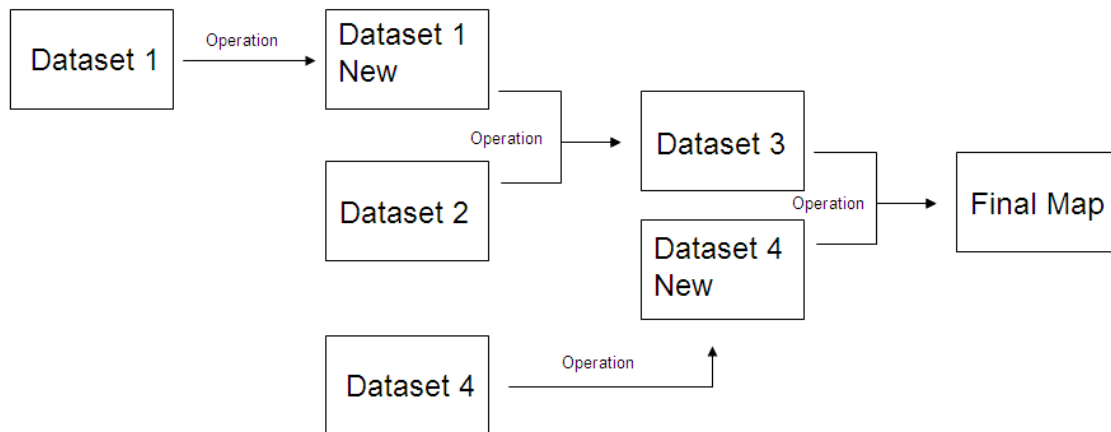 Dataset 1
Operation
Dataset 1
New
Operation
Dataset 2
Dataset 3
Operation
Final Map
Dataset 4
New
Operation
Dataset 4